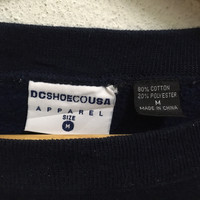 DCSHOECOUSA
APPAREL
SIZE
M
80% COTTON
20% POLYESTER
M
MADE IN CHINA